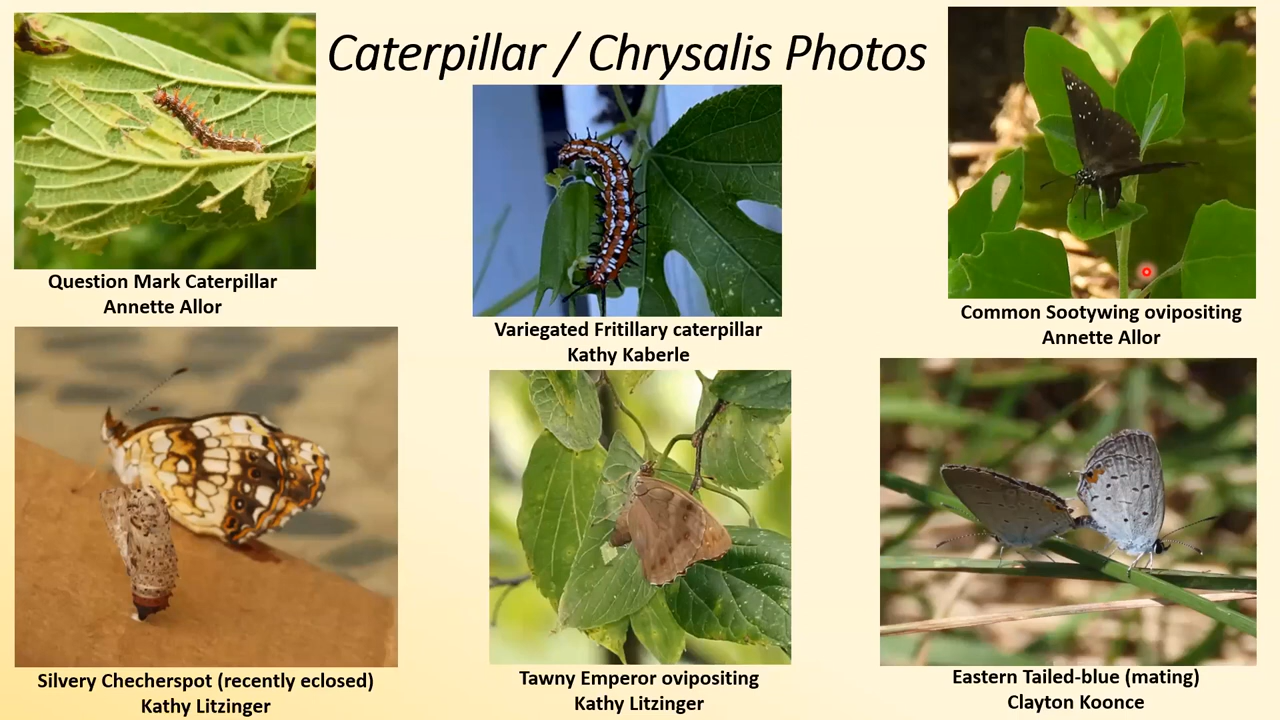 Caterpillar / Chrysalis Photos
Question Mark Caterpillar
Annette Allor
Variegated Fritillary caterpillar
Kathy Kaberle
Common Sootywing ovipositing
Annette Allor
Silvery Checherspot (recently eclosed)
Kathy Litzinger
Tawny Emperor ovipositing
Kathy Litzinger
Eastern Tailed-blue (mating)
Clayton Koonce